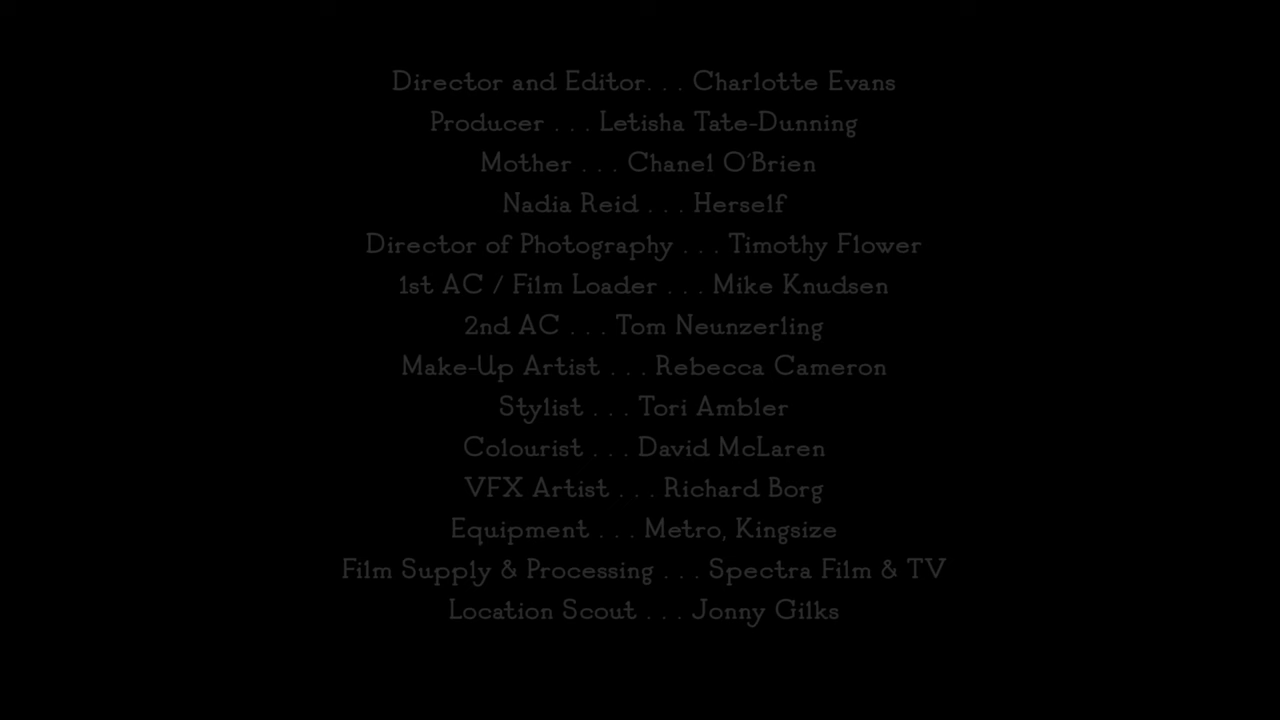 Director and Editor. . . Charlotte Evans
Producer . . . Letisha Tate-Dunning
Mother . . . Chanel O'Brien
Nadia Reid . . . Herself
Director of Photography . . . Timothy Flower
1st AC / Film Loader . . . Mike Knudsen
2nd AC . . . Tom Neunzerling
Make-Up Artist . . . Rebecca Cameron
Stylist . . . Tori Ambler
Colourist . . . David McLaren
VFX Artist . . . Richard Borg
Equipment . . . Metro, Kingsize
Film Supply & Processing . . . Spectra Film & TV
Location Scout . . . Jonny Gilks